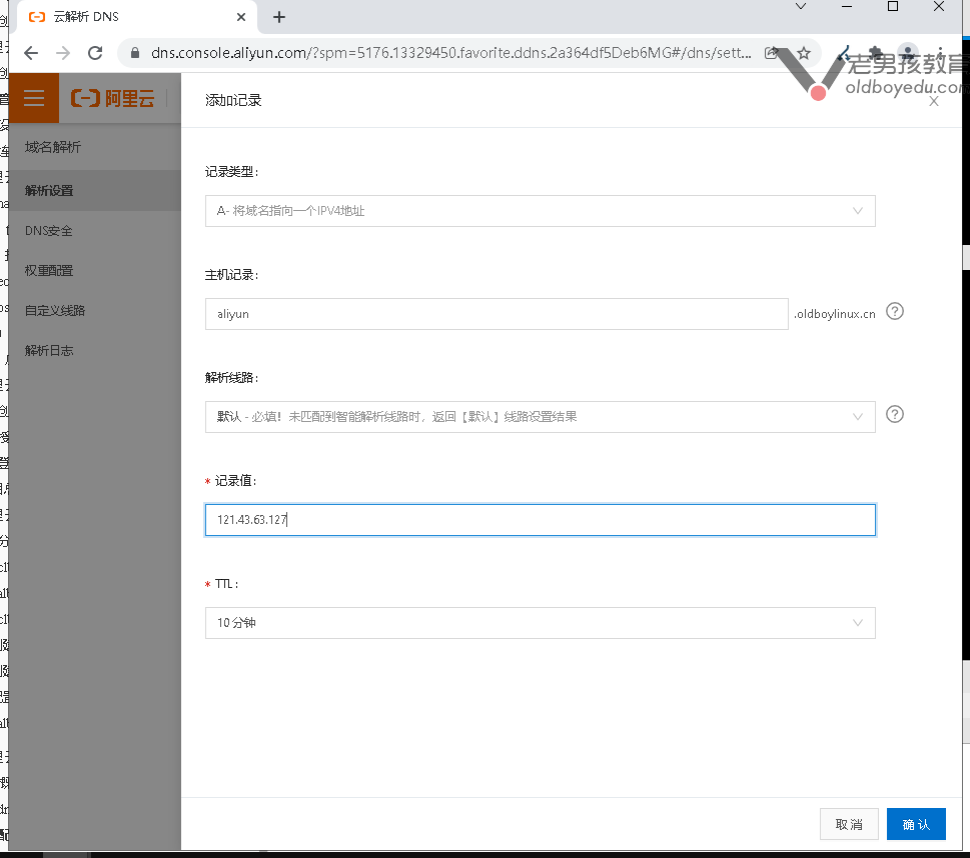 云解析 DNS
dns.console.aliyun.com/?spm=5176.13329450.favorite.ddns.2a364df5Deb6MG#/dns/sett...
老男孩教育
oldboyedu.com
阿里云
添加记录
域名解析
解析设置
DNS安全
权重配置
自定义线路
解析日志
记录类型:
A- 将域名指向一个IPV4地址
主机记录:
aliyun .oldboylinux.cn
解析线路:
默认 - 必填！未匹配到智能解析线路时，返回【默认】线路设置结果
* 记录值:
121.43.63.127
* TTL:
10 分钟
取消 确认